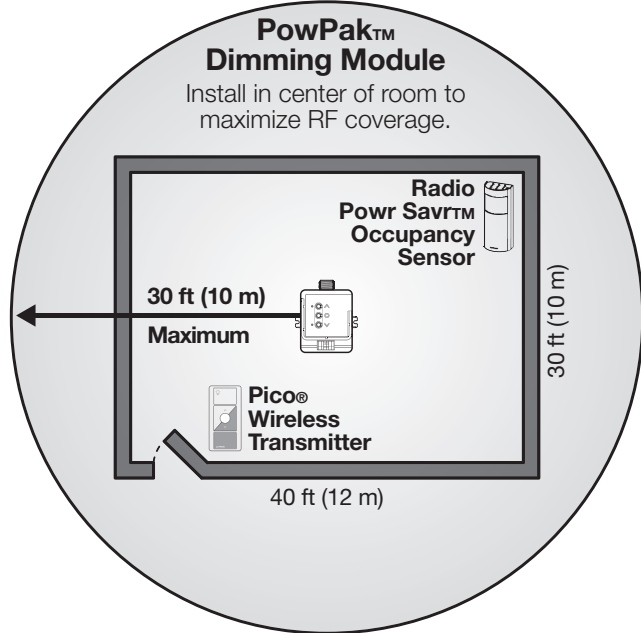 PowPak™
Dimming Module
Install in center of room to
maximize RF coverage.
Radio
Powr Savr™
Occupancy
Sensor
30 ft (10 m)
Maximum
30 ft (10 m)
Pico®
Wireless
Transmitter
40 ft (12 m)